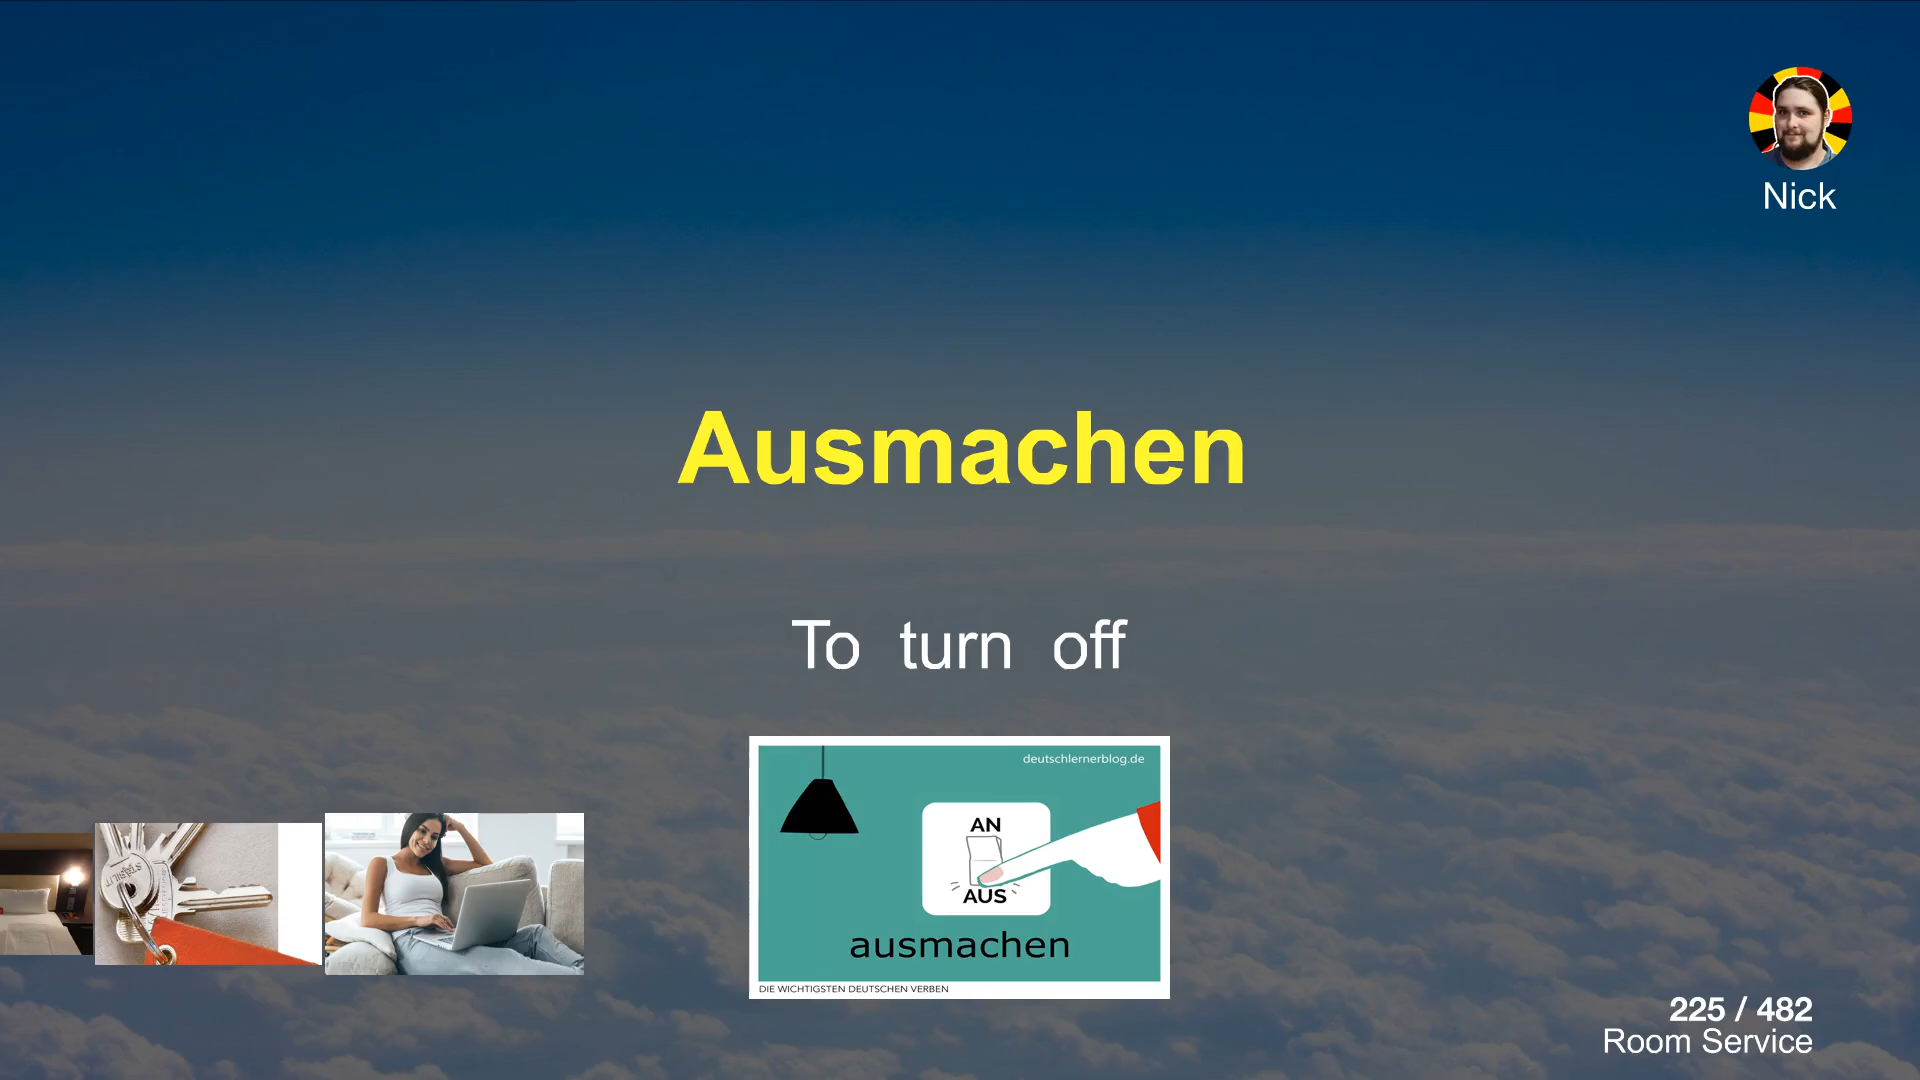 Nick
Ausmachen
To turn off
deutschlernerblog.de
AN
AUS
ausmachen
DIE WICHTIGSTEN DEUTSCHEN VERBEN
225 / 482
Room Service